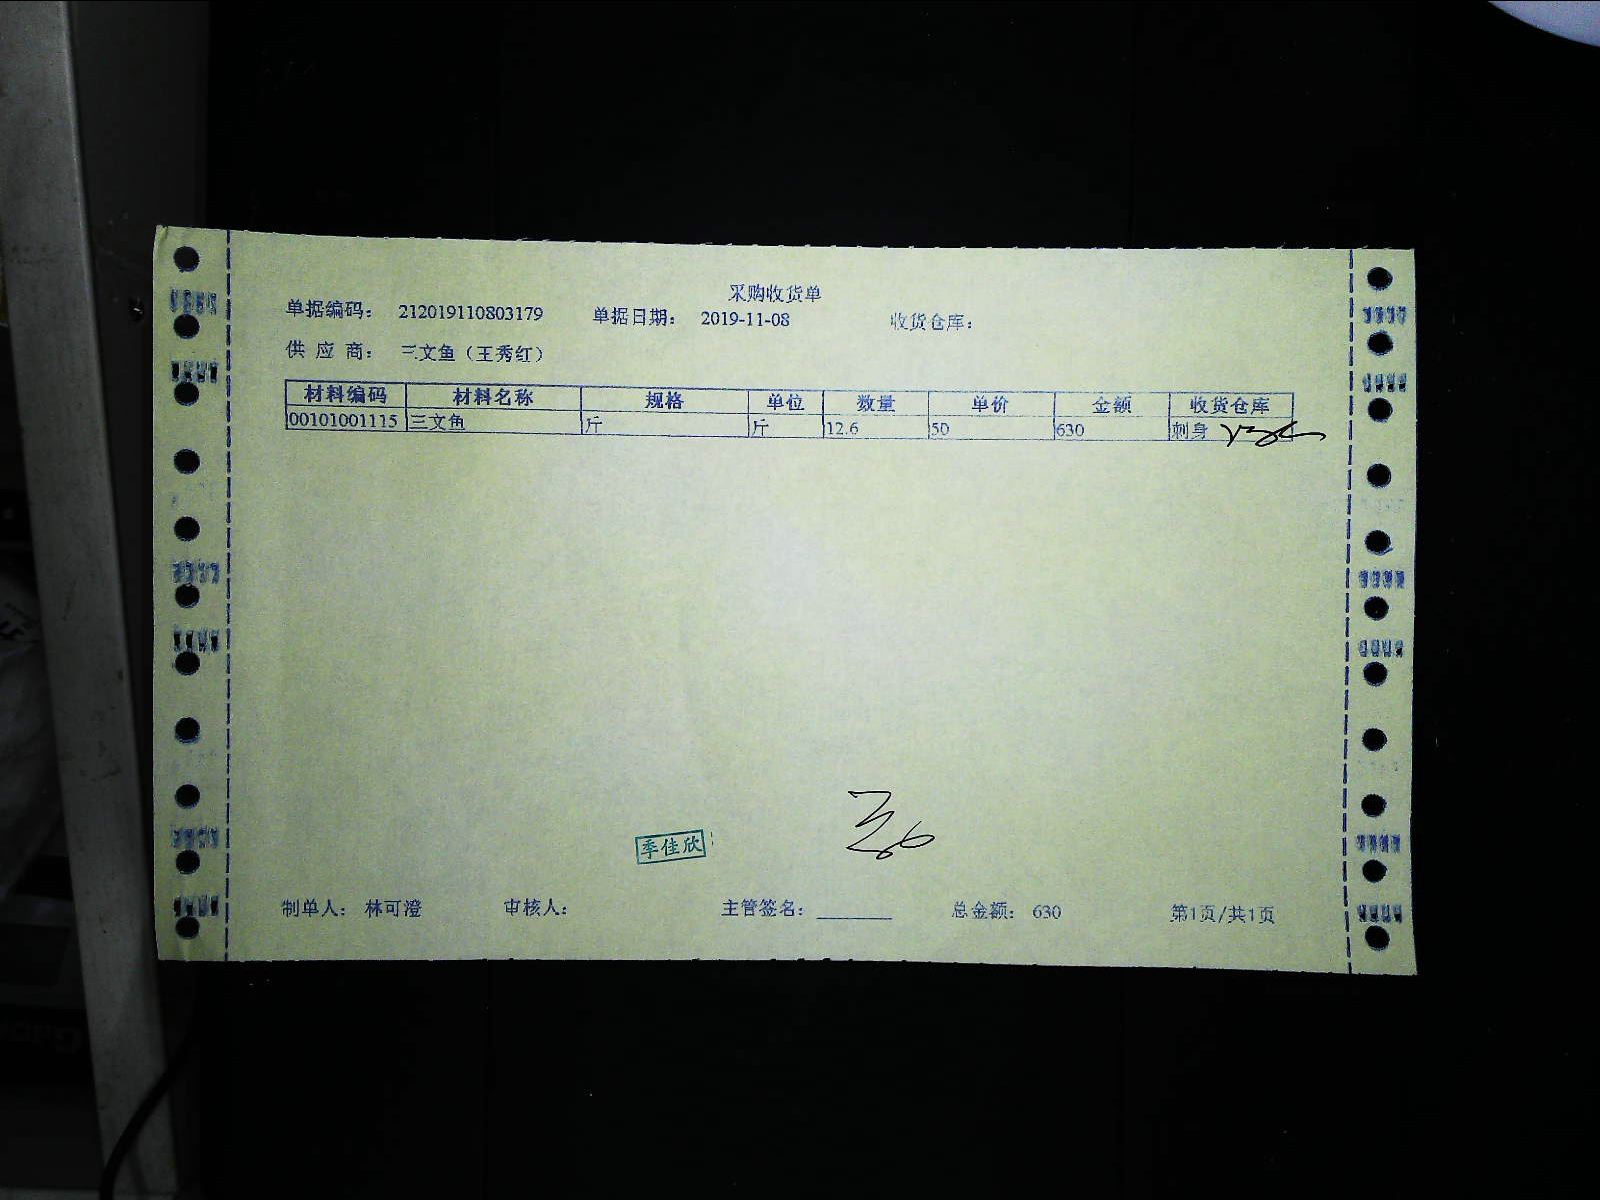 采购收货单
单据编码： 212019110803179 单据日期： 2019-11-08 收货仓库：
供 应 商： 三文鱼（王秀红）
材料编码 材料名称 规格 单位 数量 单价 金额 收货仓库
00101001115 三文鱼 斤 斤 12.6 50 630 刺身
季佳欣
制单人： 林可澄 审核人： 主管签名： 总金额： 630 第1页/共1页